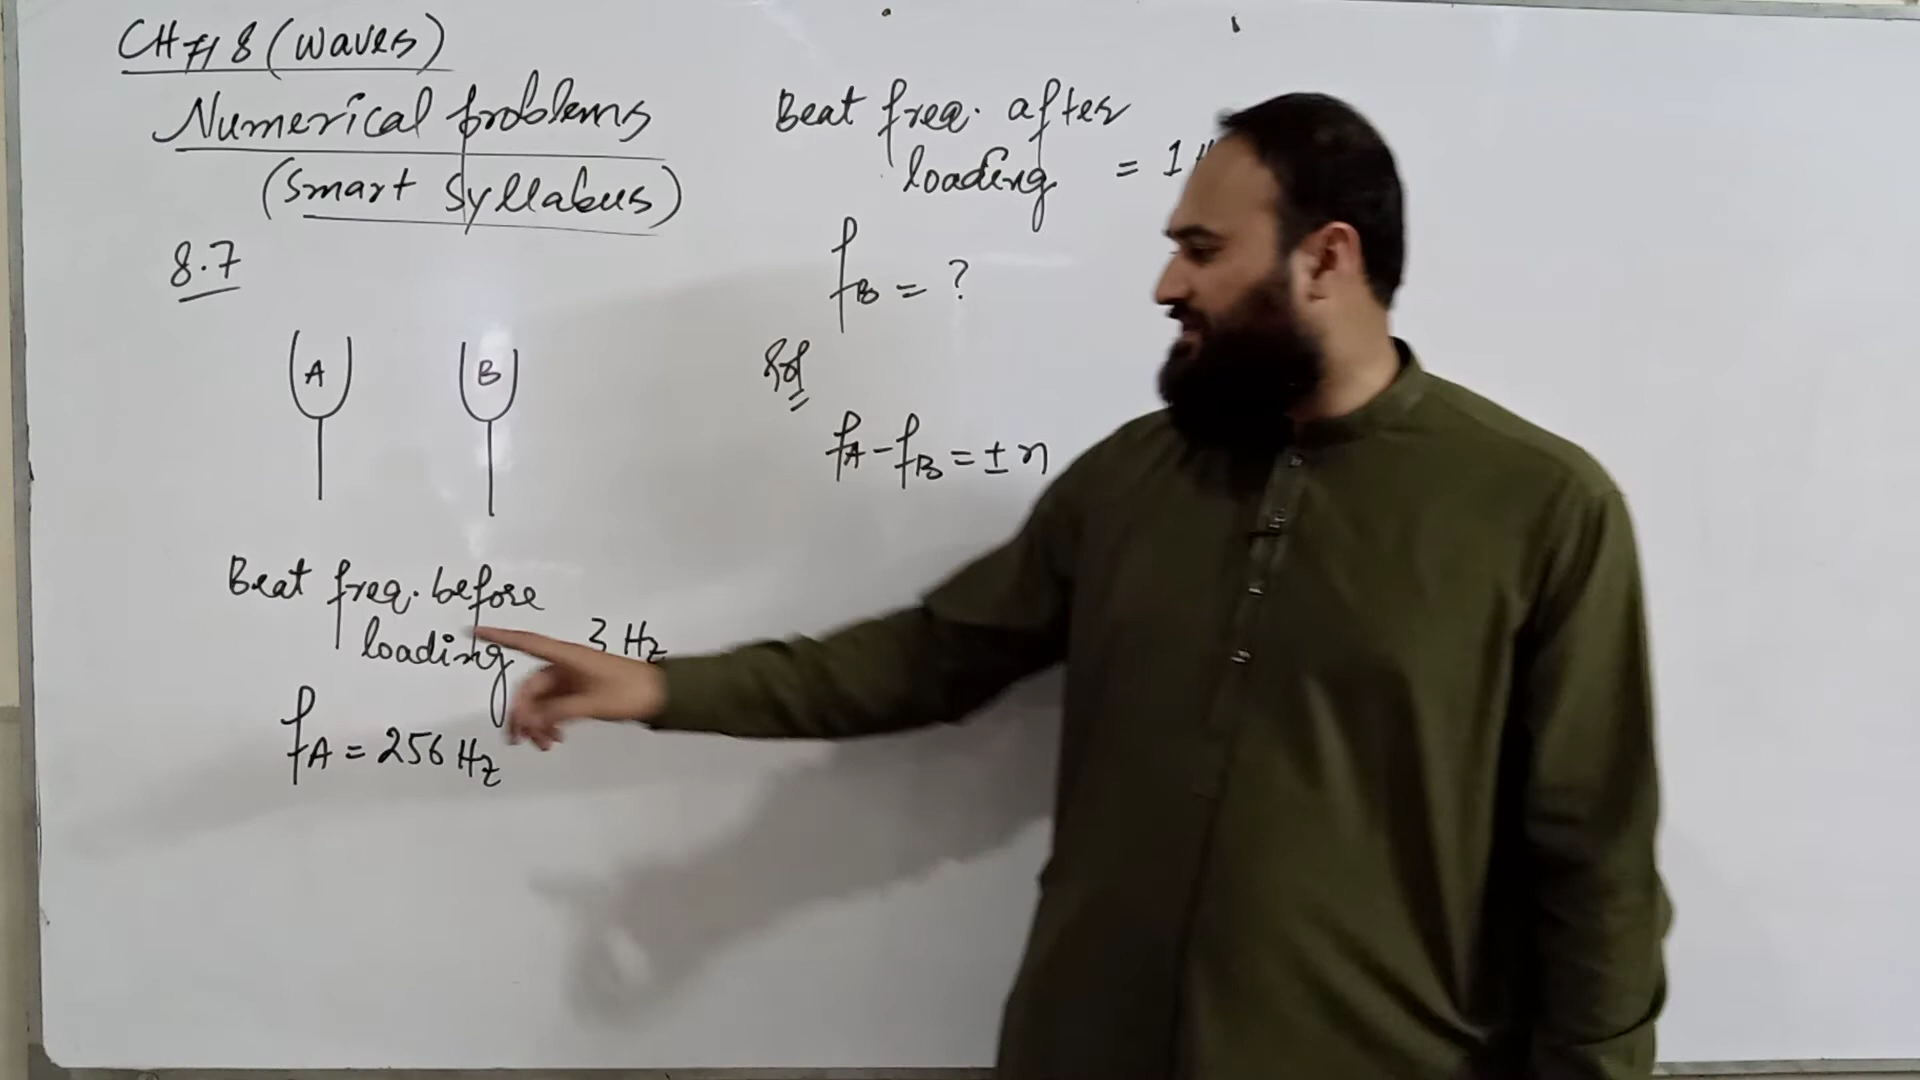 CH#8 (Waves)
Numerical problems
(Smart Syllabus)
8.7
A B
Beat freq. before
loading 3 Hz
fA = 256 Hz
Beat freq. after
loading = 1 H
fB = ?
Sol
fA - fB = ± n